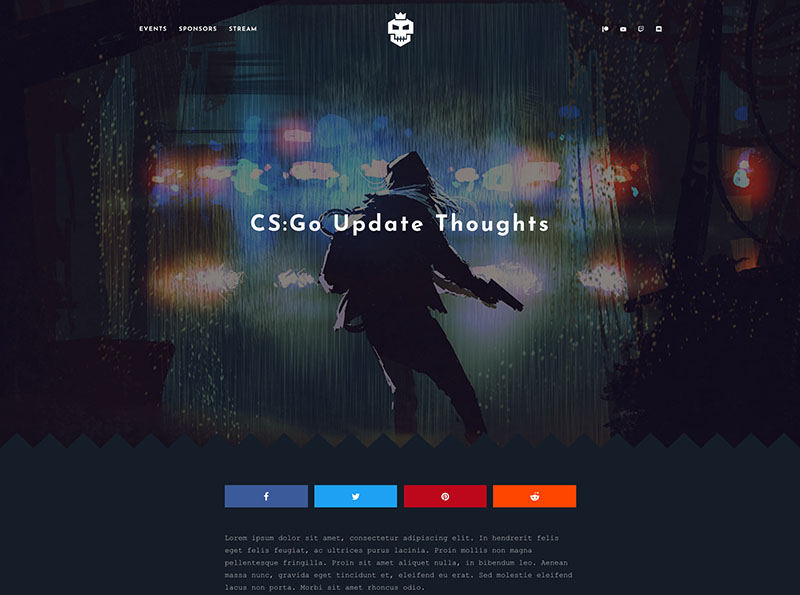 EVENTS SPONSORS STREAM
CS:Go Update Thoughts
Lorem ipsum dolor sit amet, consectetur adipiscing elit. In hendrerit felis
eget felis feugiat, ac ultrices purus lacinia. Proin mollis non magna
pellentesque fringilla. Proin sit amet aliquet nulla, in bibendum leo. Aenean
massa nunc, gravida eget tincidunt et, eleifend eu erat. Sed molestie eleifend
lacus non porta. Morbi sit amet rhoncus odio.